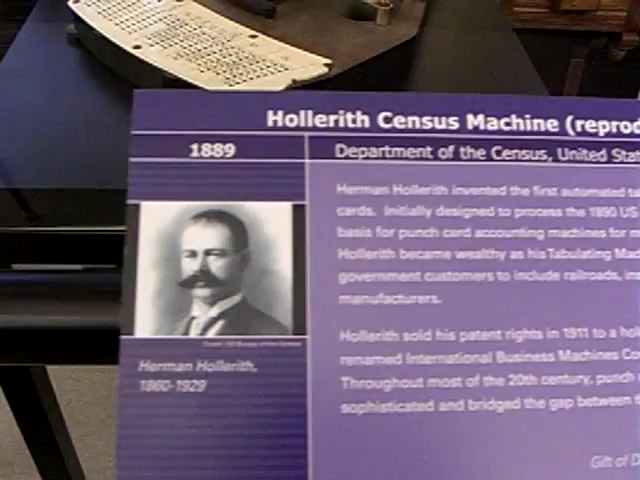 Hollerith Census Machine (reprod
1889
Department of the Census, United Stat
Herman Hollerith invented the first automated t
cards. Initially designed to process the 1890 US
basis for punch card accounting machines for m
Hollerith became wealthy as his Tabulating Mac
government customers to include railroads, in
manufacturers.
Hollerith sold his patent rights in 1911 to a hol
renamed International Business Machines Co
Throughout most of the 20th century, punch
sophisticated and bridged the gap between t
Herman Hollerith,
1860-1929
Gift of D